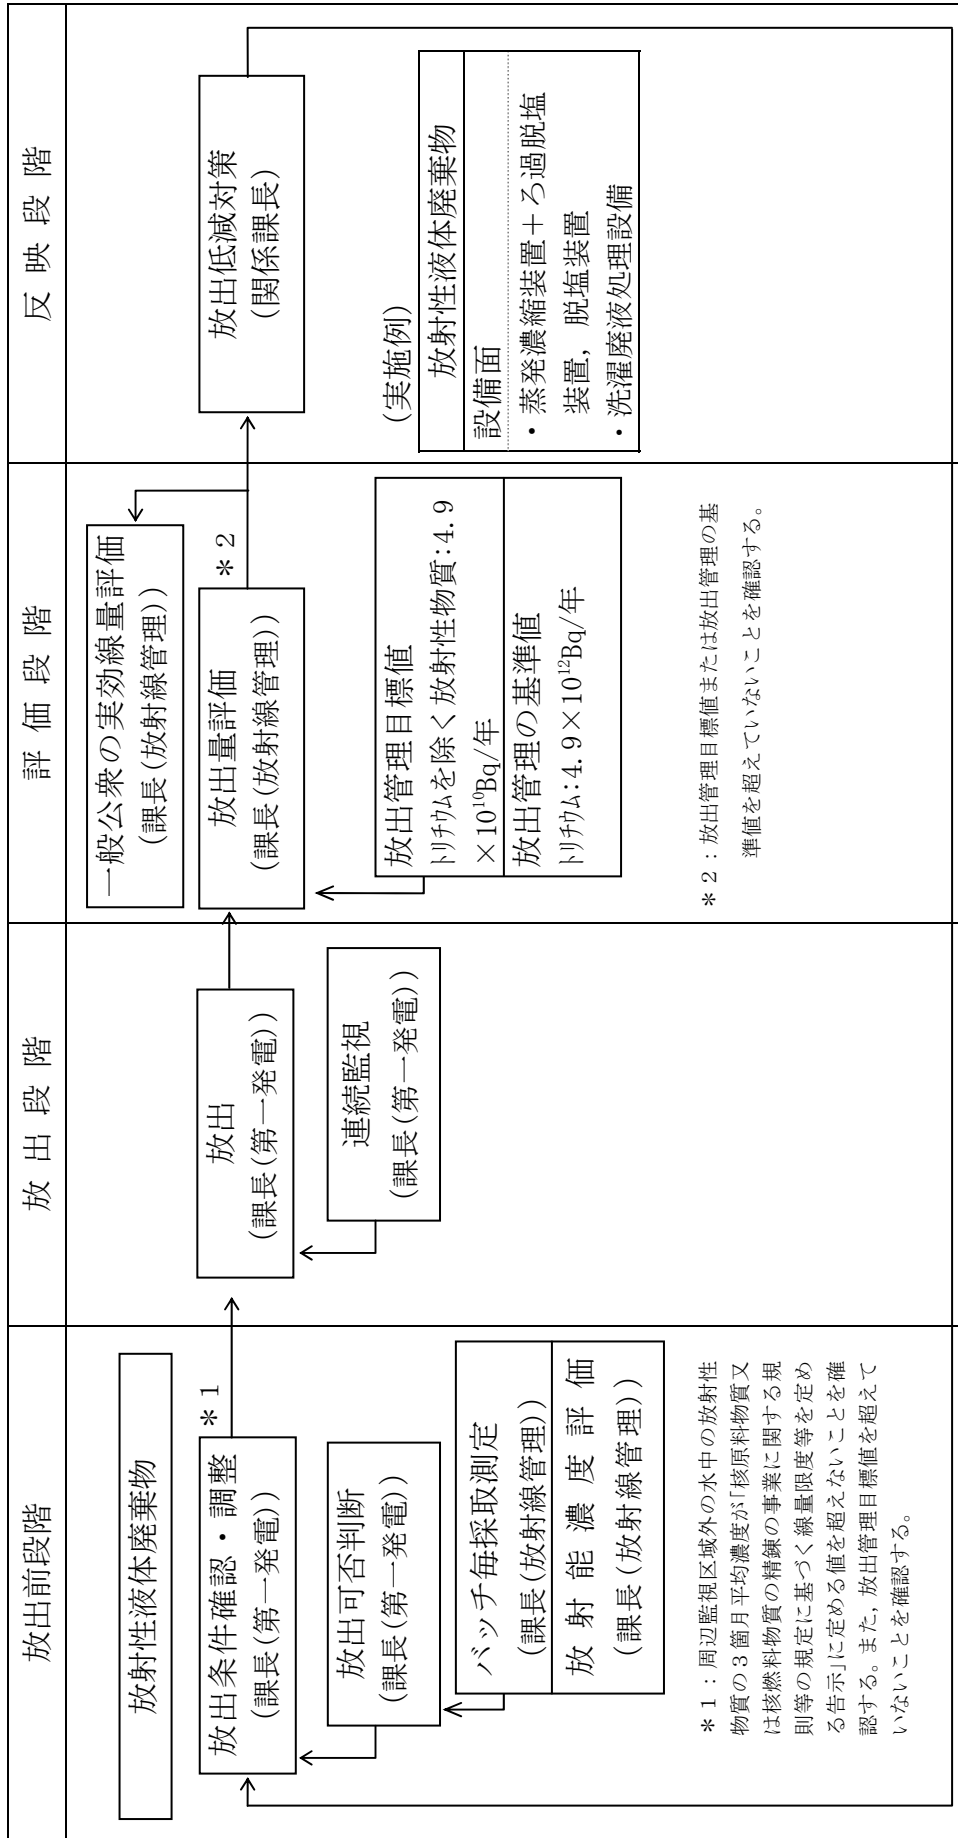 放出前段階
放射性液体廃棄物
放出条件確認・調整
(課長(第一発電))
*1
放出可否判断
(課長(第一発電))
バッチ毎採取測定
(課長(放射線管理))
放射能濃度評価
(課長(放射線管理))
*1:周辺監視区域外の水中の放射性
物質の3箇月平均濃度が「核原料物質又
は核燃料物質の精錬の事業に関する規
則等の規定に基づく線量限度等を定め
る告示」に定める値を超えないことを確
認する。また,放出管理目標値を超えて
いないことを確認する。
放出段階
放出
(課長(第一発電))
連続監視
(課長(第一発電))
評価段階
一般公衆の実効線量評価
(課長(放射線管理))
放出量評価
(課長(放射線管理))
*2
放出管理目標値
トリチウムを除く放射性物質:4.9
×10¹⁰Bq/年
放出管理の基準値
トリチウム:4.9×10¹²Bq/年
*2:放出管理目標値または放出管理の基
準値を超えていないことを確認する。
反映段階
放出低減対策
(関係課長)
(実施例)
放射性液体廃棄物
設備面
・蒸発濃縮装置+ろ過脱塩
装置,脱塩装置
・洗濯廃液処理設備